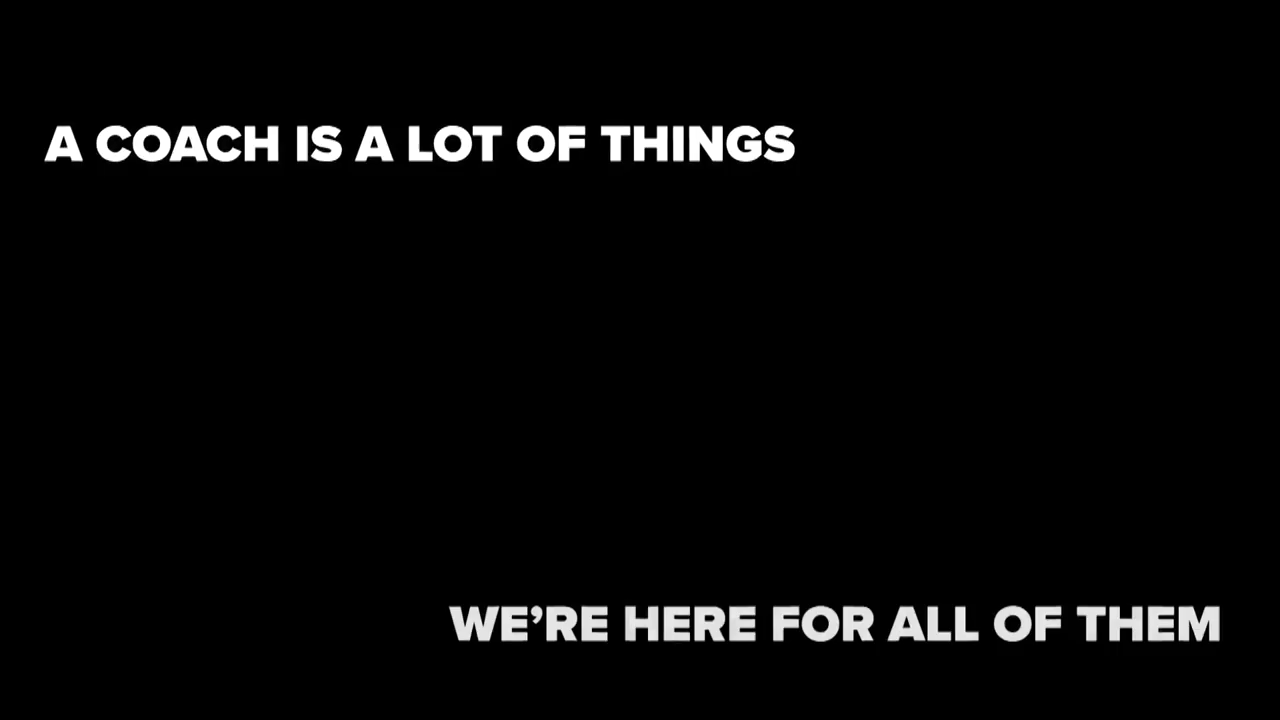 A COACH IS A LOT OF THINGS
WE’RE HERE FOR ALL OF THEM